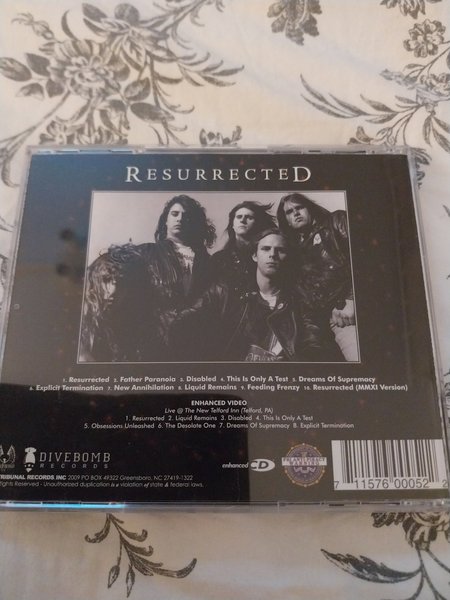 RESURRECTED
1. Resurrected 2. Father Paranoia 3. Disabled 4. This Is Only A Test 5. Dreams Of Supremacy
6. Explicit Termination 7. New Annihilation 8. Liquid Remains 9. Feeding Frenzy 10. Resurrected (MMXI Version)
ENHANCED VIDEO
Live @ The New Telford Inn (Telford, PA)
1. Resurrected 2. Liquid Remains 3. Disabled 4. This Is Only A Test
5. Obsessions Unleashed 6. The Desolate One 7. Dreams Of Supremacy 8. Explicit Termination
DIVEBOMB
RECORDS
enhanced CD
WARNING
TRIBUNAL RECORDS INC 2009 PO BOX 49322 Greensboro, NC 27419-1322
Rights Reserved - Unauthorized duplication is a violation of state & federal laws.
7 11576 00052 2